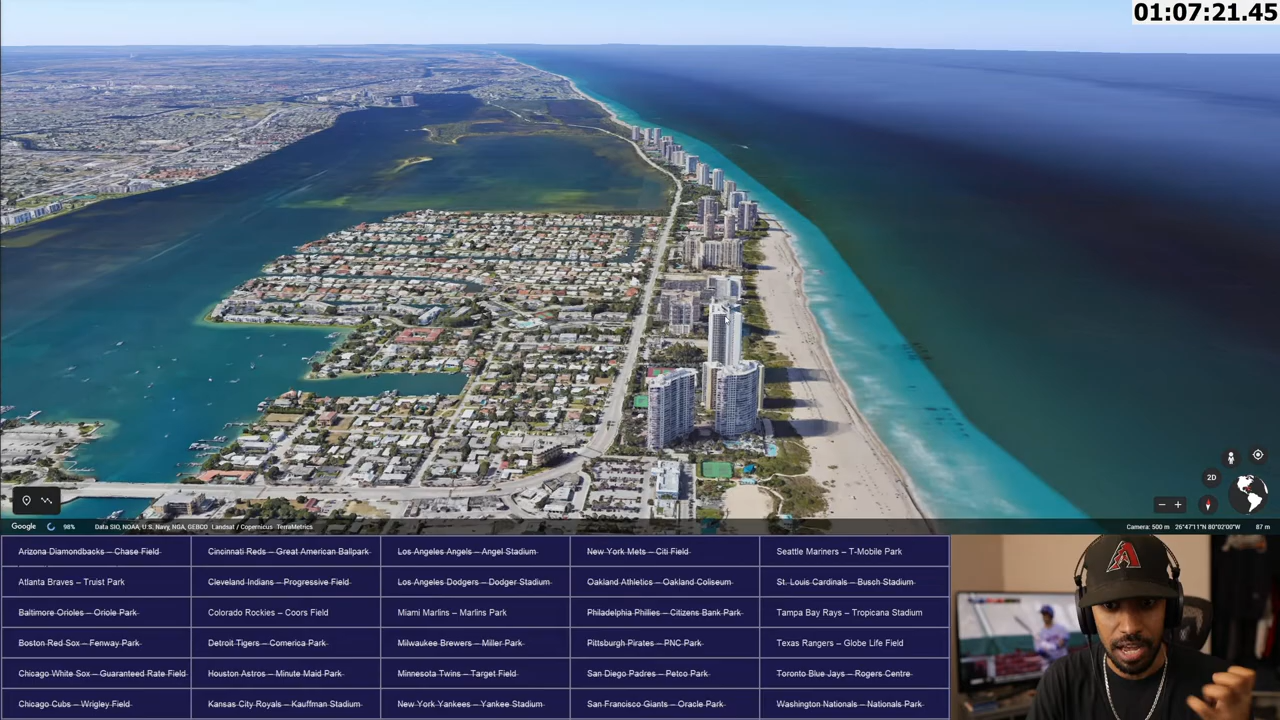 01:07:21.45
2D
Google 98% Data SIO, NOAA, U.S. Navy, NGA, GEBCO Landsat / Copernicus TerraMetrics Camera: 500 m 26°47'11"N 80°02'00"W 87 m
Arizona Diamondbacks – Chase Field
Cincinnati Reds – Great American Ballpark
Los Angeles Angels – Angel Stadium
New York Mets – Citi Field
Seattle Mariners – T-Mobile Park
Atlanta Braves – Truist Park
Cleveland Indians – Progressive Field
Los Angeles Dodgers – Dodger Stadium
Oakland Athletics – Oakland Coliseum
St. Louis Cardinals – Busch Stadium
Baltimore Orioles – Oriole Park
Colorado Rockies – Coors Field
Miami Marlins – Marlins Park
Philadelphia Phillies – Citizens Bank Park
Tampa Bay Rays – Tropicana Stadium
Boston Red Sox – Fenway Park
Detroit Tigers – Comerica Park
Milwaukee Brewers – Miller Park
Pittsburgh Pirates – PNC Park
Texas Rangers – Globe Life Field
Chicago White Sox – Guaranteed Rate Field
Houston Astros – Minute Maid Park
Minnesota Twins – Target Field
San Diego Padres – Petco Park
Toronto Blue Jays – Rogers Centre
Chicago Cubs – Wrigley Field
Kansas City Royals – Kauffman Stadium
New York Yankees – Yankee Stadium
San Francisco Giants – Oracle Park
Washington Nationals – Nationals Park